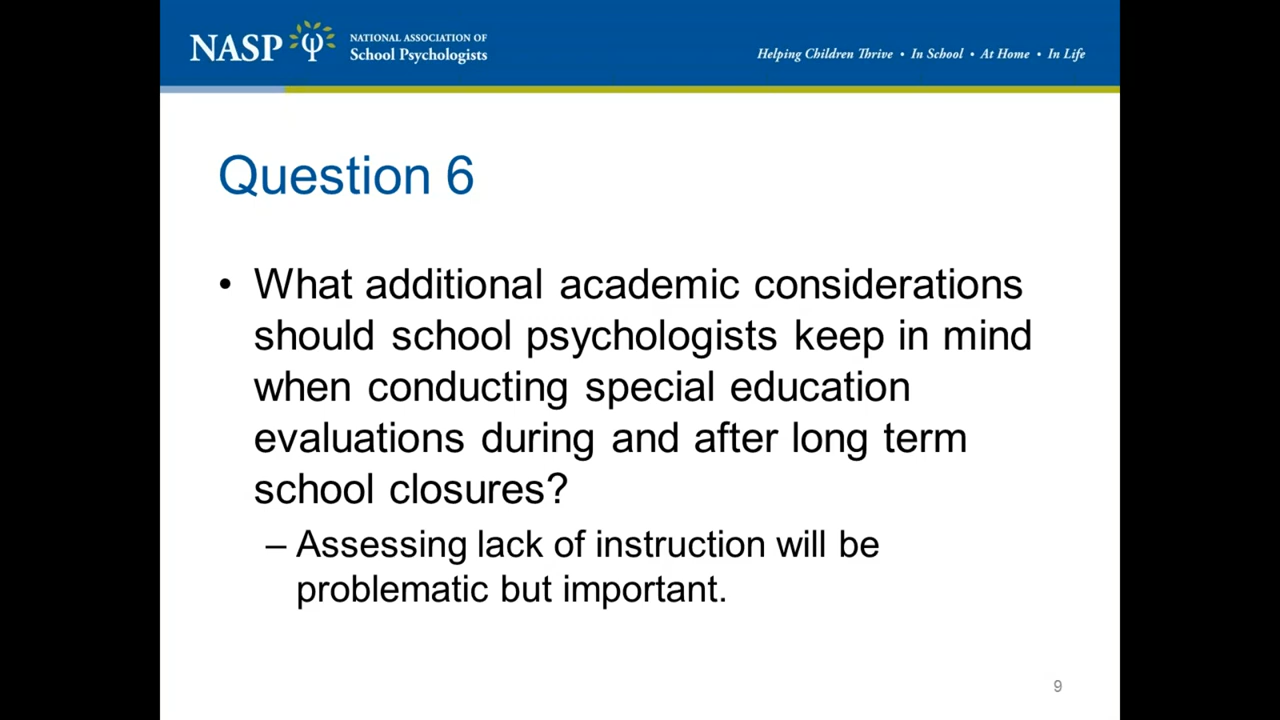 NASP NATIONAL ASSOCIATION OF
School Psychologists
Helping Children Thrive • In School • At Home • In Life
Question 6
• What additional academic considerations
should school psychologists keep in mind
when conducting special education
evaluations during and after long term
school closures?
– Assessing lack of instruction will be
problematic but important.
9